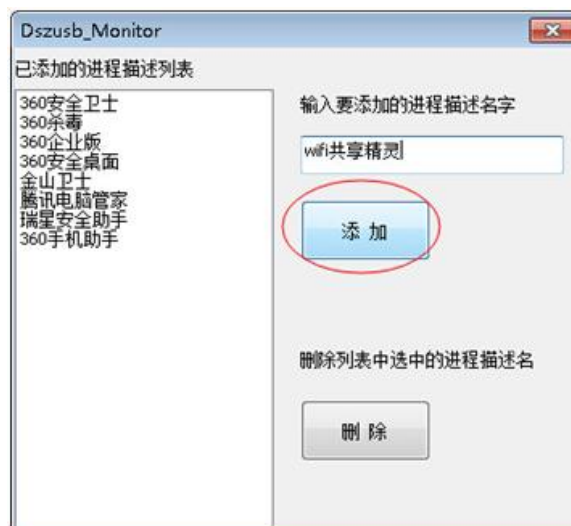 Dszusb_Monitor
已添加的进程描述列表
360安全卫士
360杀毒
360企业版
360安全桌面
金山卫士
腾讯电脑管家
瑞星安全助手
360手机助手
输入要添加的进程描述名字
wifi共享精灵
添 加
删除列表中选中的进程描述名
删 除